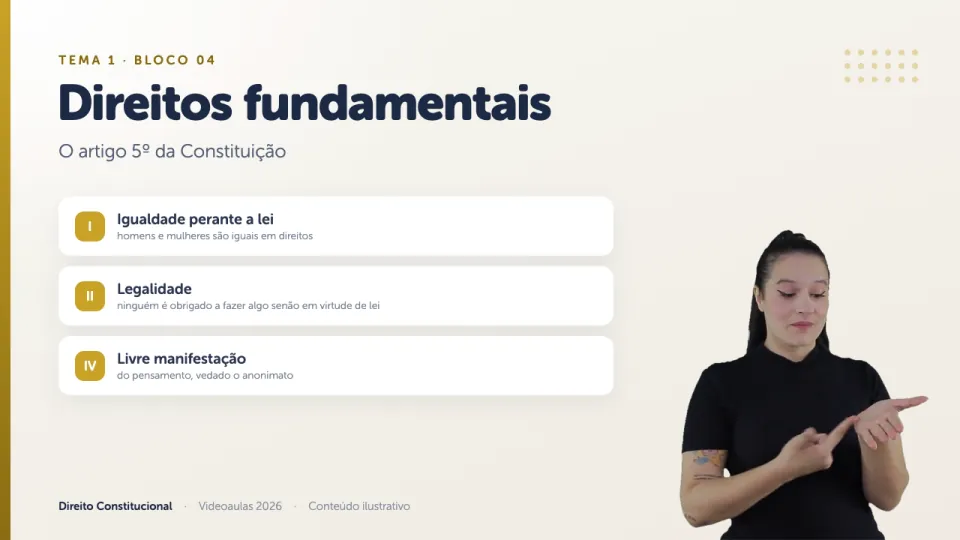 TEMA 1 · BLOCO 04
Direitos fundamentais
O artigo 5º da Constituição
I
Igualdade perante a lei
homens e mulheres são iguais em direitos
II
Legalidade
ninguém é obrigado a fazer algo senão em virtude de lei
IV
Livre manifestação
do pensamento, vedado o anonimato
Direito Constitucional · Videoaulas 2026 · Conteúdo ilustrativo